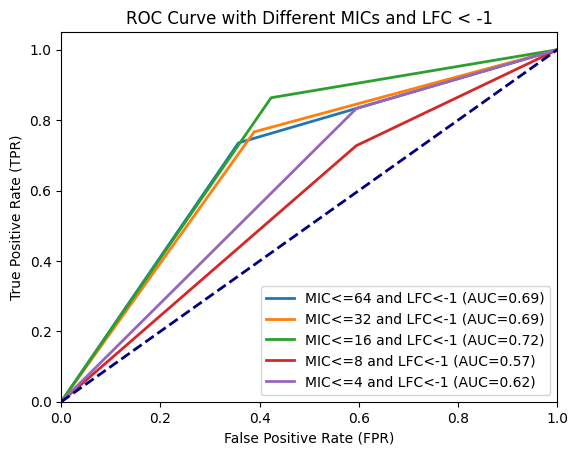 ROC Curve with Different MICs and LFC < -1
True Positive Rate (TPR)
1.0
0.8
0.6
0.4
0.2
0.0
MIC<=64 and LFC<-1 (AUC=0.69)
MIC<=32 and LFC<-1 (AUC=0.69)
MIC<=16 and LFC<-1 (AUC=0.72)
MIC<=8 and LFC<-1 (AUC=0.57)
MIC<=4 and LFC<-1 (AUC=0.62)
0.0 0.2 0.4 0.6 0.8 1.0
False Positive Rate (FPR)